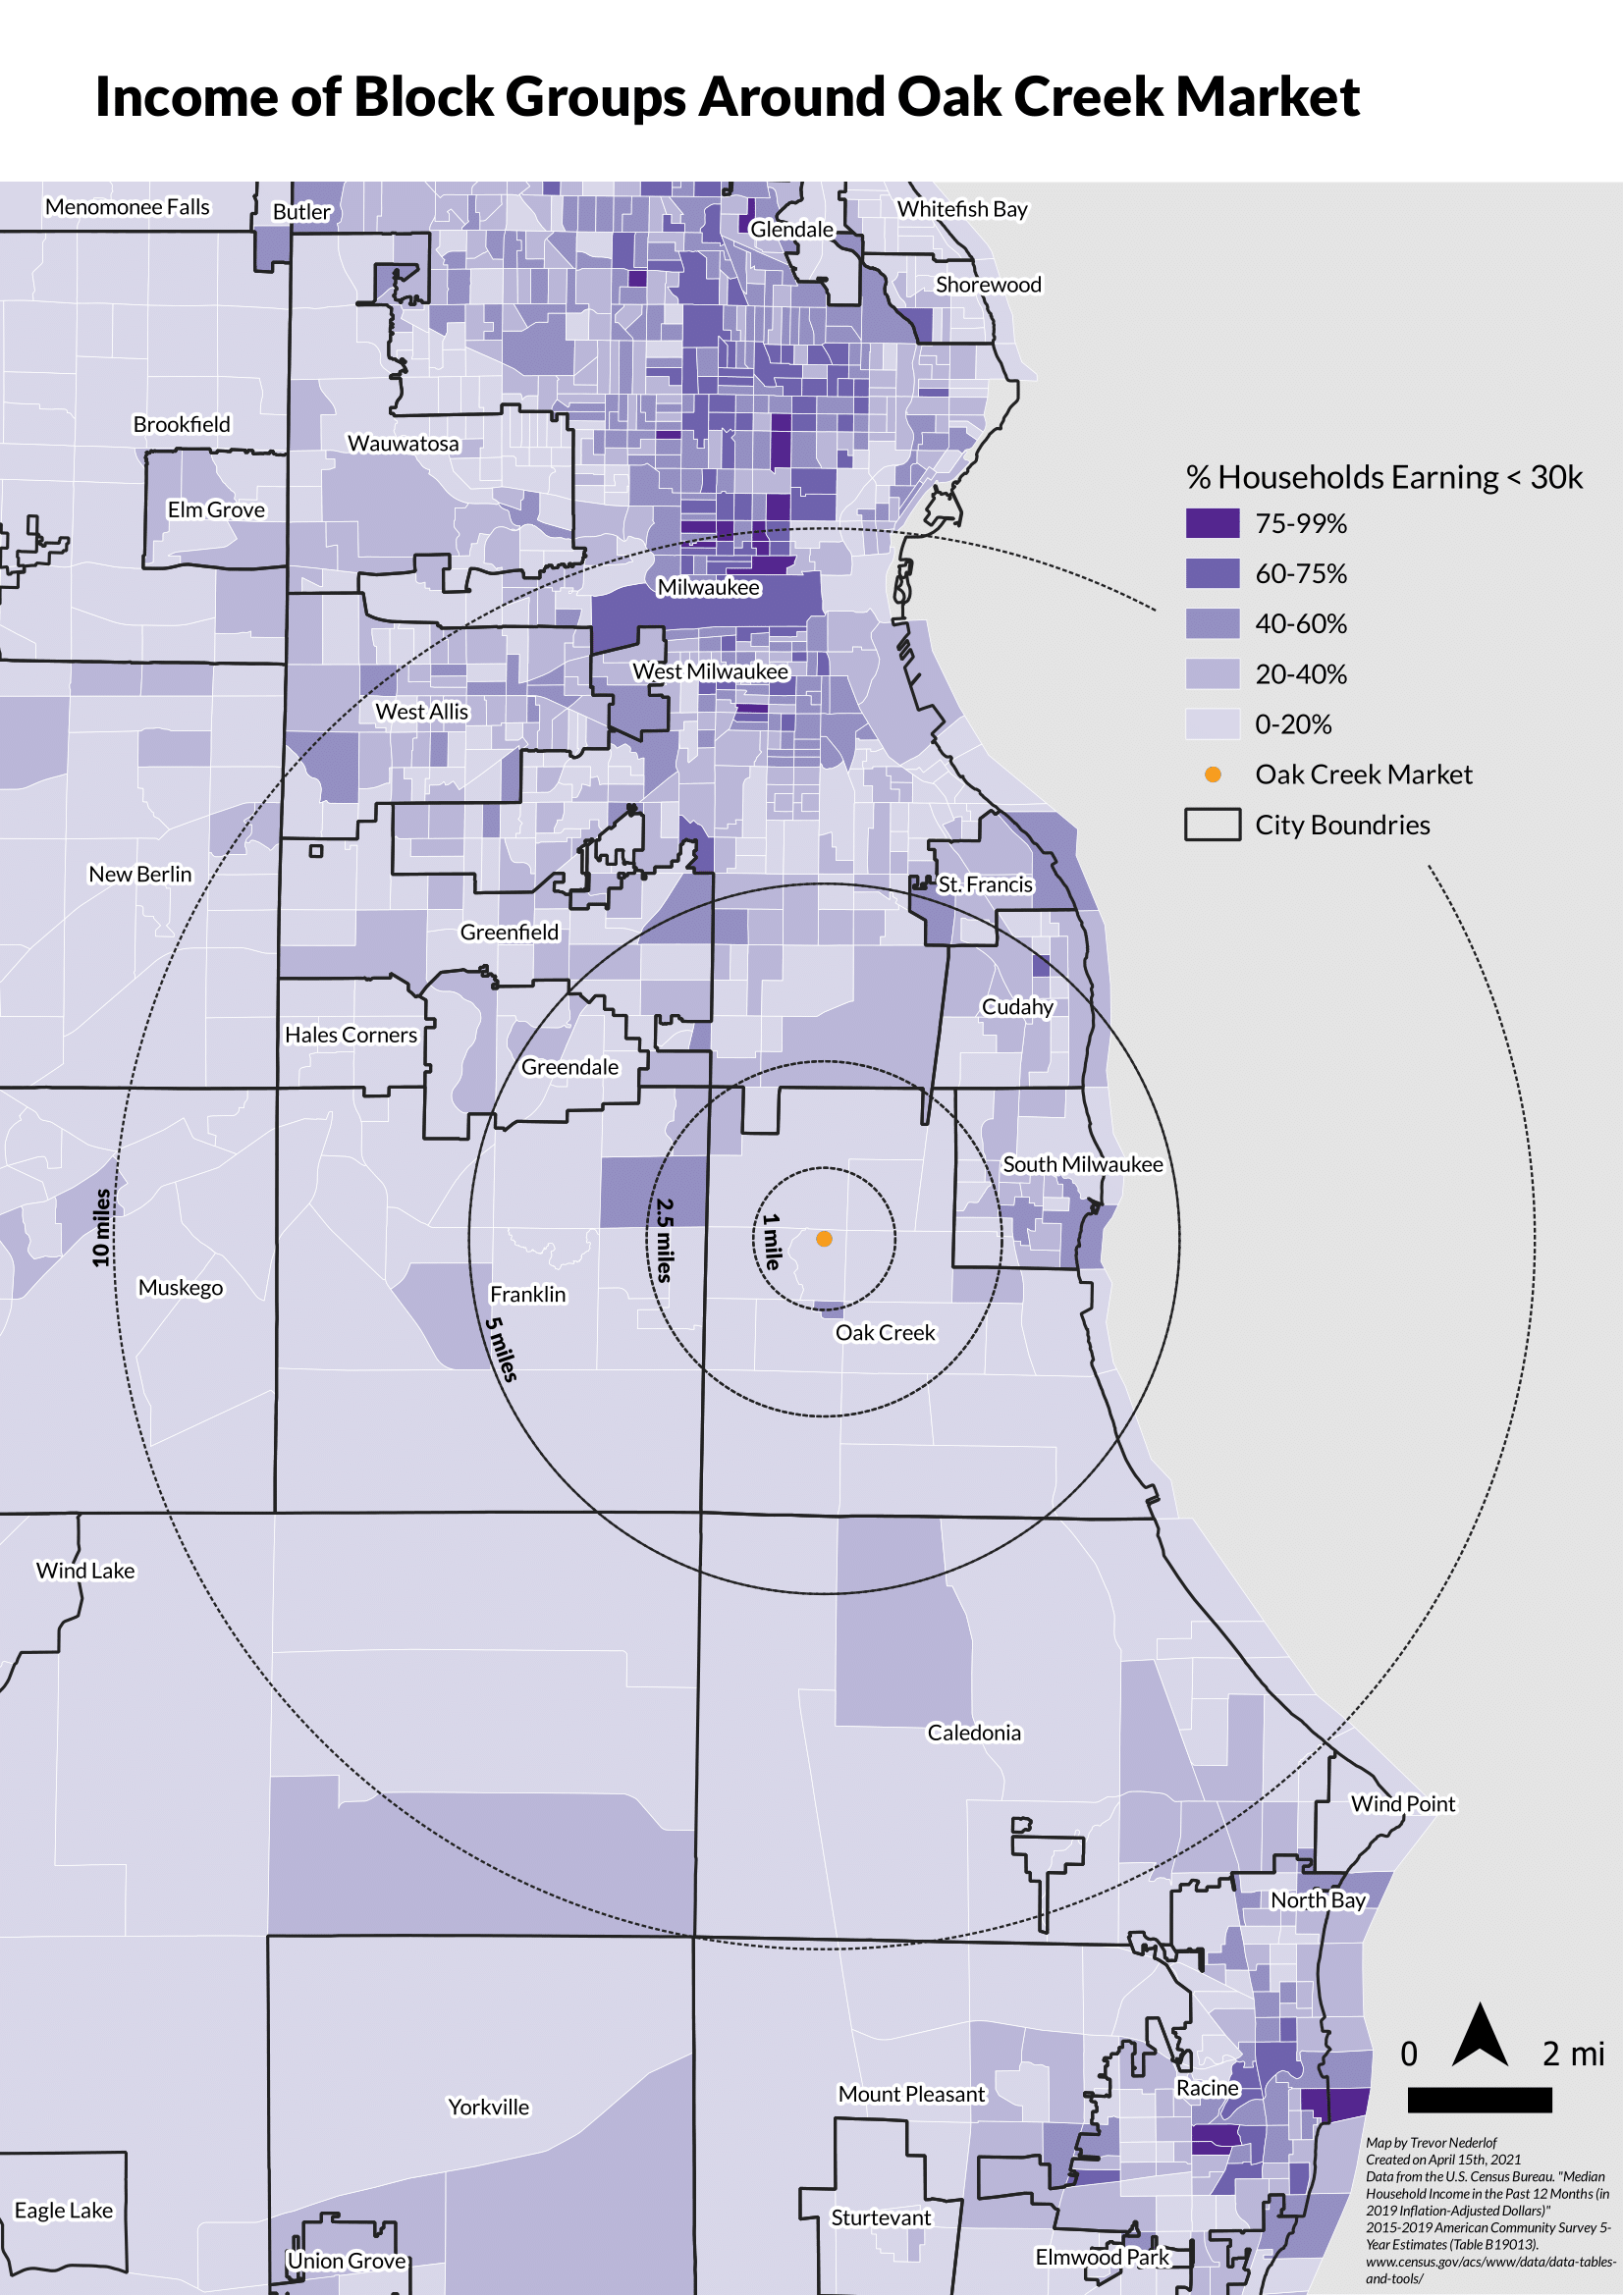 Income of Block Groups Around Oak Creek Market
Menomonee Falls
Butler
Whitefish Bay
Glendale
Shorewood
Brookfield
Wauwatosa
Elm Grove
% Households Earning < 30k
75-99%
60-75%
40-60%
20-40%
0-20%
Oak Creek Market
City Boundries
Milwaukee
West Milwaukee
West Allis
New Berlin
St. Francis
Greenfield
Cudahy
Hales Corners
Greendale
South Milwaukee
10 miles
2.5 miles
1 mile
Muskego
Franklin
5 miles
Oak Creek
Wind Lake
Caledonia
Wind Point
North Bay
0 2 mi
Racine
Mount Pleasant
Yorkville
Eagle Lake
Sturtevant
Union Grove
Elmwood Park
Map by Trevor Nederlof
Created on April 15th, 2021
Data from the U.S. Census Bureau. "Median
Household Income in the Past 12 Months (in
2019 Inflation-Adjusted Dollars)"
2015-2019 American Community Survey 5-
Year Estimates (Table B19013).
www.census.gov/acs/www/data/data-tables-
and-tools/